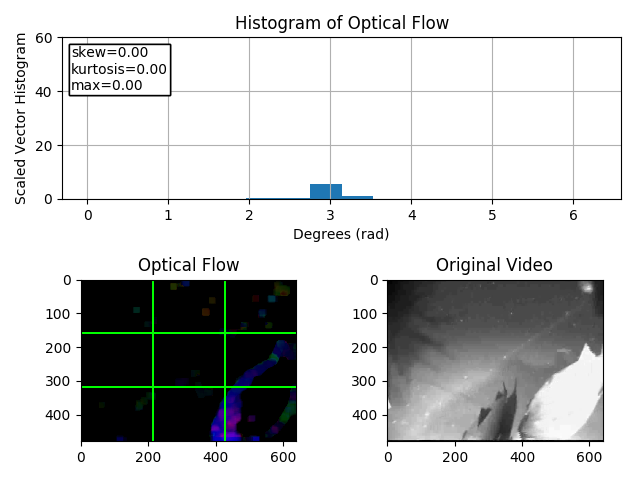 Histogram of Optical Flow
Scaled Vector Histogram
60
40
20
0
skew=0.00
kurtosis=0.00
max=0.00
0 1 2 3 4 5 6
Degrees (rad)
Optical Flow
0
100
200
300
400
0 200 400 600
Original Video
0
100
200
300
400
0 200 400 600